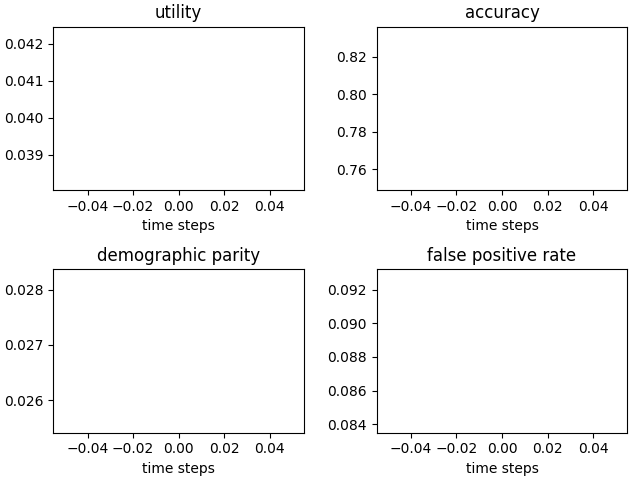 utility
0.042
0.041
0.040
0.039
−0.04 −0.02 0.00 0.02 0.04
time steps
accuracy
0.82
0.80
0.78
0.76
−0.04 −0.02 0.00 0.02 0.04
time steps
demographic parity
0.028
0.027
0.026
−0.04 −0.02 0.00 0.02 0.04
time steps
false positive rate
0.092
0.090
0.088
0.086
0.084
−0.04 −0.02 0.00 0.02 0.04
time steps